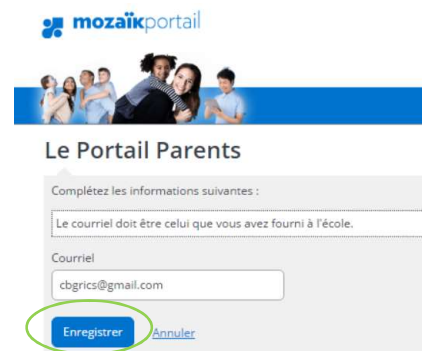 mozaïkportail
Le Portail Parents
Complétez les informations suivantes :
Le courriel doit être celui que vous avez fourni à l'école.
Courriel
cbgrics@gmail.com
Enregistrer Annuler